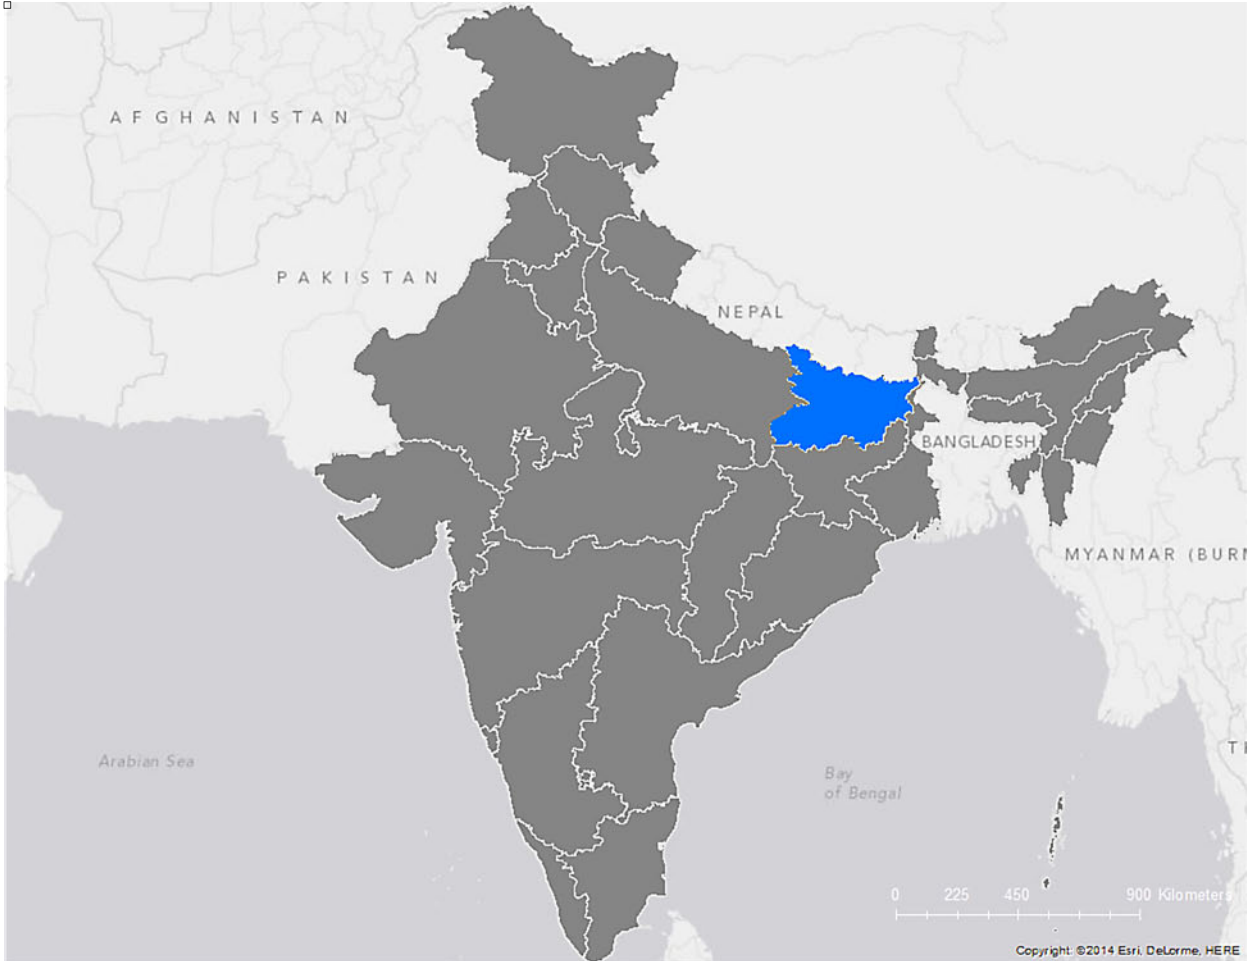 AFGHANISTAN
PAKISTAN
NEPAL
BANGLADESH
MYANMAR (BURM
Arabian Sea
T
Bay
of Bengal
0 225 450 900 Kilometers
Copyright: ©2014 Esri, DeLorme, HERE